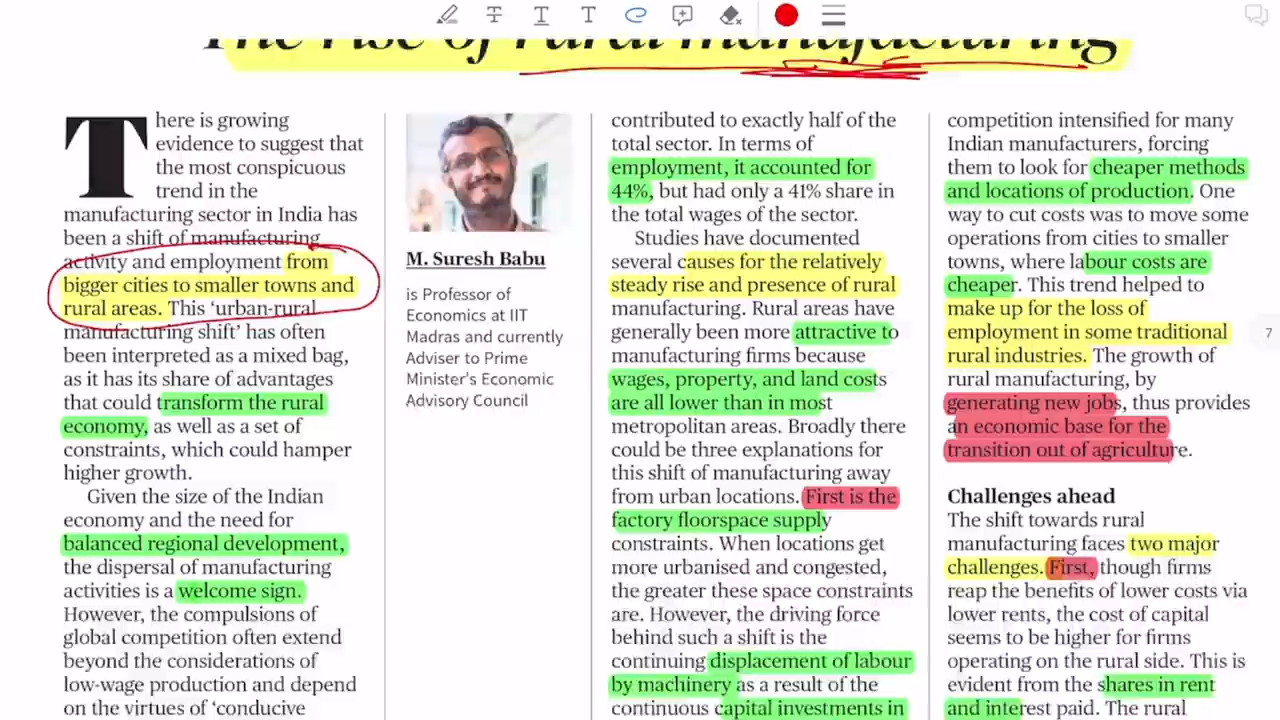 The rise of rural manufacturing
There is growing
evidence to suggest that
the most conspicuous
trend in the
manufacturing sector in India has
been a shift of manufacturing
activity and employment from
bigger cities to smaller towns and
rural areas. This ‘urban-rural
manufacturing shift’ has often
been interpreted as a mixed bag,
as it has its share of advantages
that could transform the rural
economy, as well as a set of
constraints, which could hamper
higher growth.
Given the size of the Indian
economy and the need for
balanced regional development,
the dispersal of manufacturing
activities is a welcome sign.
However, the compulsions of
global competition often extend
beyond the considerations of
low-wage production and depend
on the virtues of ‘conducive
M. Suresh Babu
is Professor of
Economics at IIT
Madras and currently
Adviser to Prime
Minister's Economic
Advisory Council
contributed to exactly half of the
total sector. In terms of
employment, it accounted for
44%, but had only a 41% share in
the total wages of the sector.
Studies have documented
several causes for the relatively
steady rise and presence of rural
manufacturing. Rural areas have
generally been more attractive to
manufacturing firms because
wages, property, and land costs
are all lower than in most
metropolitan areas. Broadly there
could be three explanations for
this shift of manufacturing away
from urban locations. First is the
factory floorspace supply
constraints. When locations get
more urbanised and congested,
the greater these space constraints
are. However, the driving force
behind such a shift is the
continuing displacement of labour
by machinery as a result of the
continuous capital investments in
competition intensified for many
Indian manufacturers, forcing
them to look for cheaper methods
and locations of production. One
way to cut costs was to move some
operations from cities to smaller
towns, where labour costs are
cheaper. This trend helped to
make up for the loss of
employment in some traditional
rural industries. The growth of
rural manufacturing, by
generating new jobs, thus provides
an economic base for the
transition out of agriculture.
Challenges ahead
The shift towards rural
manufacturing faces two major
challenges. First, though firms
reap the benefits of lower costs via
lower rents, the cost of capital
seems to be higher for firms
operating on the rural side. This is
evident from the shares in rent
and interest paid. The rural
7